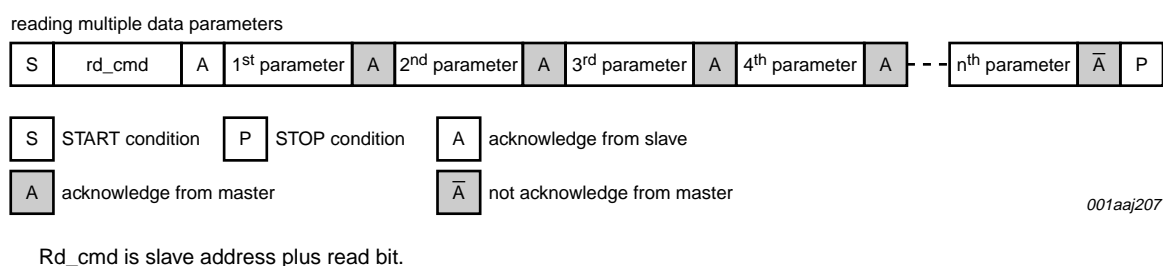 reading multiple data parameters
S rd_cmd A 1st parameter A 2nd parameter A 3rd parameter A 4th parameter A nth parameter A̅ P
S START condition P STOP condition A acknowledge from slave
A acknowledge from master A̅ not acknowledge from master
001aaj207
Rd_cmd is slave address plus read bit.